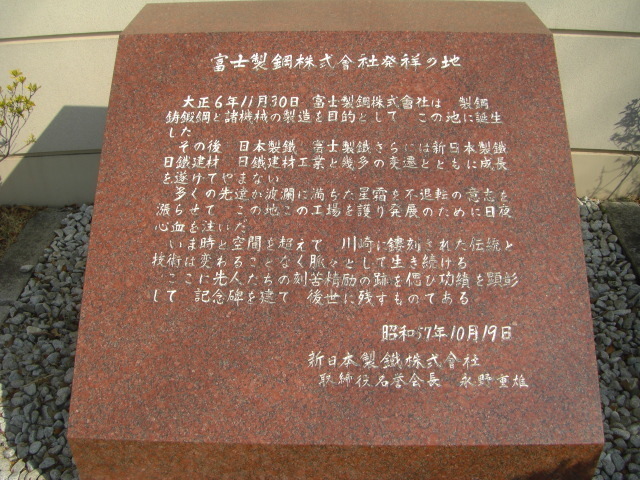 富士製鋼株式會社発祥の地
大正6年11月30日 富士製鋼株式會社は 製鋼
鋳鍛鋼と諸機械の製造を目的として この地に誕生
した
その後 日本製鐵 富士製鐵さらには新日本製鐵
日鐵建材 日鐵建材工業と幾多の変遷とともに成長
を遂げてやまない
多くの先達が波瀾に満ちた星霜を不退転の意志を
漲らせて この地この工場を護り発展のために日夜
心血を注いだ
いま時と空間を超えて 川崎に鏤刻された伝統と
技術は変わることなく脈々として生き続ける
ここに先人たちの刻苦精励の跡を偲び功績を顕彰
して 記念碑を建て 後世に残すものである
昭和57年10月19日
新日本製鐵株式會社
取締役名誉会長 永野重雄